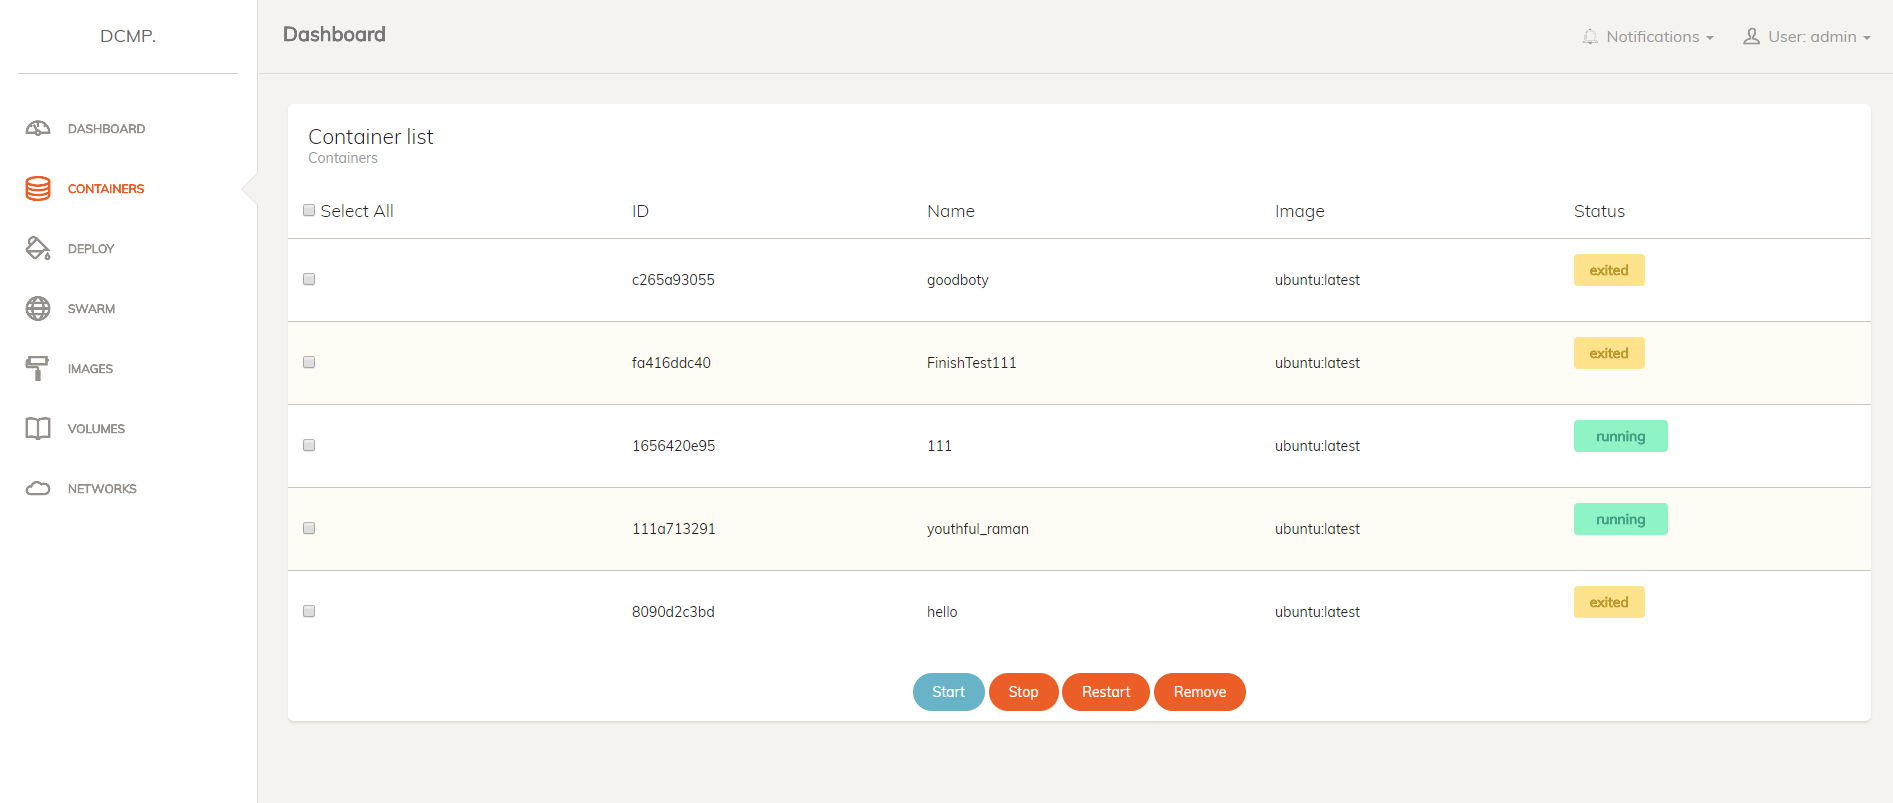 DCMP.
Dashboard
Notifications
User: admin
DASHBOARD
CONTAINERS
DEPLOY
SWARM
IMAGES
VOLUMES
NETWORKS
Container list
Containers
Select All ID Name Image Status
c265a93055 goodboty ubuntu:latest exited
fa416ddc40 FinishTest111 ubuntu:latest exited
1656420e95 111 ubuntu:latest running
111a713291 youthful_raman ubuntu:latest running
8090d2c3bd hello ubuntu:latest exited
Start Stop Restart Remove